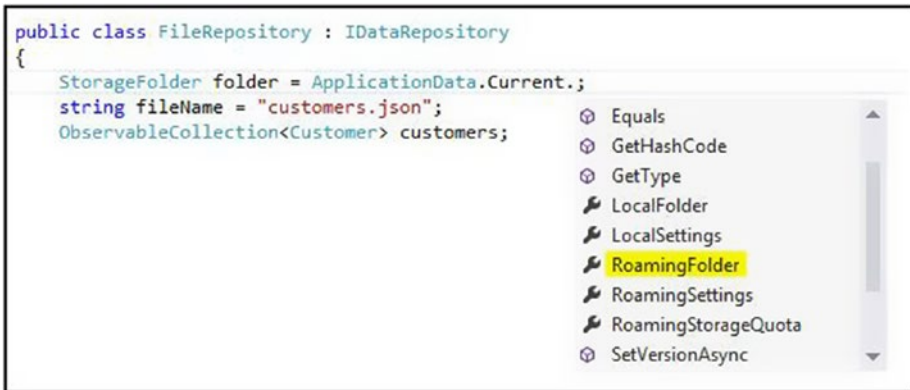 public class FileRepository : IDataRepository
{
StorageFolder folder = ApplicationData.Current.;
string fileName = "customers.json";
ObservableCollection<Customer> customers;
Equals
GetHashCode
GetType
LocalFolder
LocalSettings
RoamingFolder
RoamingSettings
RoamingStorageQuota
SetVersionAsync